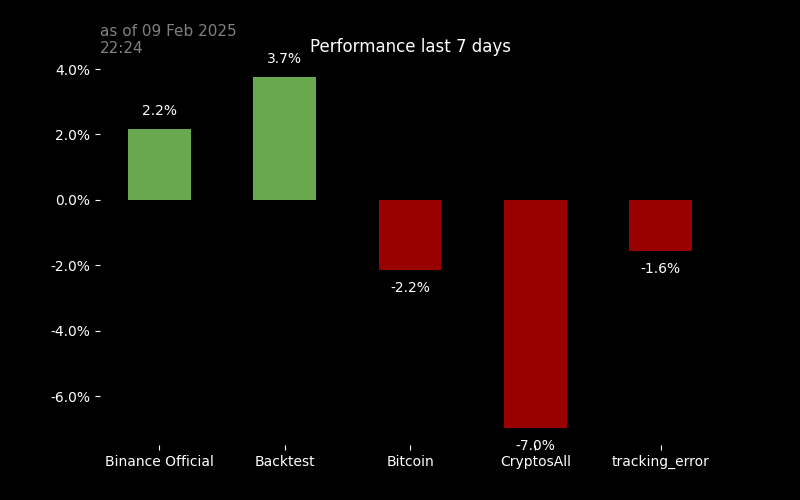 as of 09 Feb 2025
22:24
Performance last 7 days
4.0%
2.0%
0.0%
-2.0%
-4.0%
-6.0%
2.2%
3.7%
-2.2%
-7.0%
-1.6%
Binance Official
Backtest
Bitcoin
CryptosAll
tracking_error